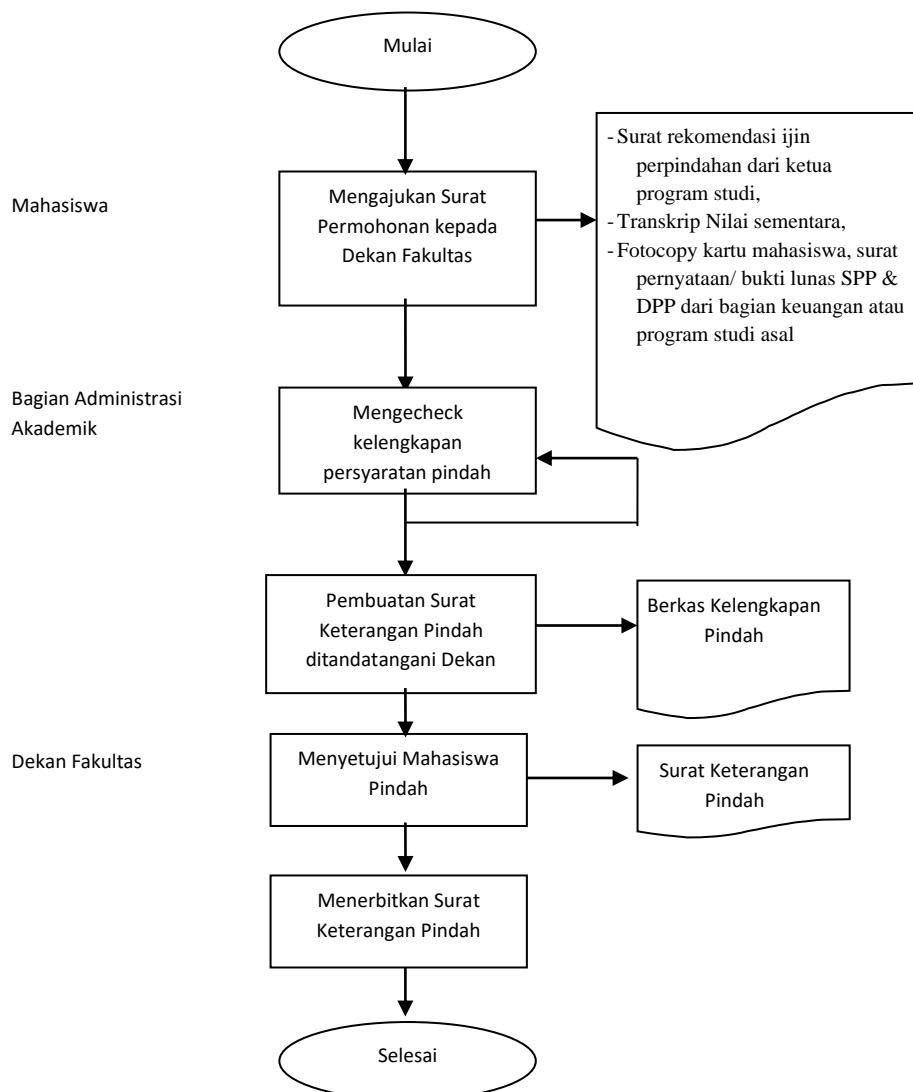 Mulai
Mahasiswa
Mengajukan Surat
Permohonan kepada
Dekan Fakultas
-Surat rekomendasi ijin
perpindahan dari ketua
program studi,
-Transkrip Nilai sementara,
-Fotocopy kartu mahasiswa, surat
pernyataan/ bukti lunas SPP &
DPP dari bagian keuangan atau
program studi asal
Bagian Administrasi
Akademik
Mengecheck
kelengkapan
persyaratan pindah
Pembuatan Surat
Keterangan Pindah
ditandatangani Dekan
Berkas Kelengkapan
Pindah
Dekan Fakultas
Menyetujui Mahasiswa
Pindah
Surat Keterangan
Pindah
Menerbitkan Surat
Keterangan Pindah
Selesai